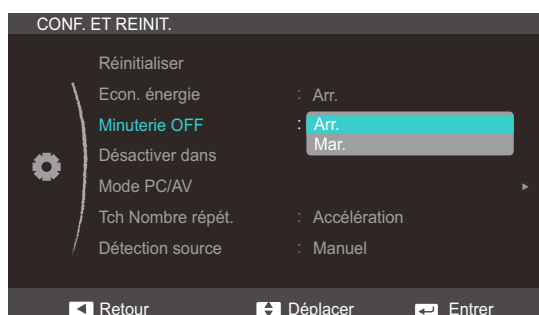 CONF. ET REINIT.
Réinitialiser
Econ. énergie : Arr.
Minuterie OFF : Arr.
Mar.
Désactiver dans
Mode PC/AV
Tch Nombre répét. : Accélération
Détection source : Manuel
Retour Déplacer Entrer